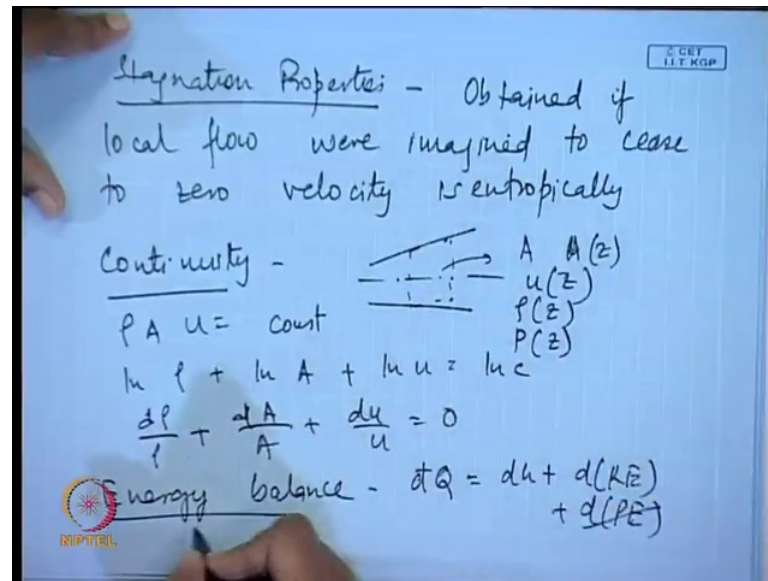 © CET
I.I.T. KGP
Stagnation Properties - Obtained if
local flow were imagined to cease
to zero velocity isentropically
Continuity -
A A(z)
u(z)
ρ(z)
P(z)
ρ A u = const
ln ρ + ln A + ln u = ln c
dρ/ρ + dA/A + du/u = 0
Energy balance - đQ = dh + d(KE)
+ d(PE)
NPTEL